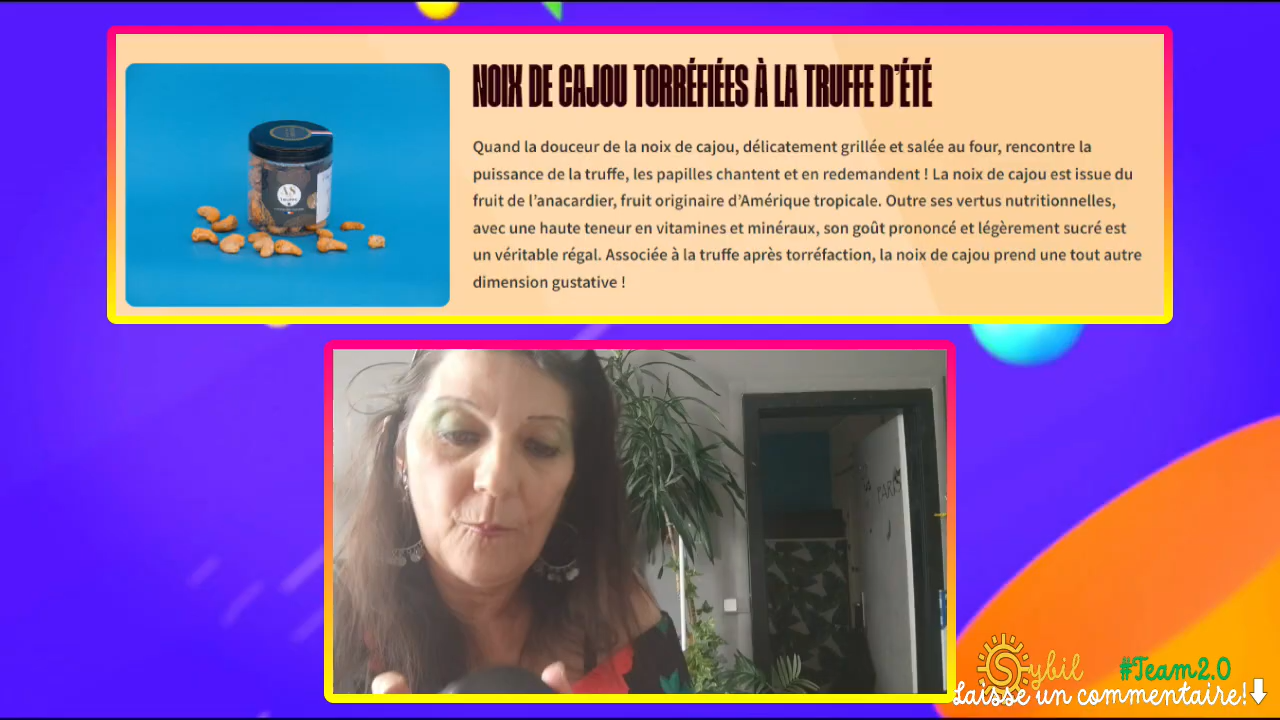 NOIX DE CAJOU TORRÉFIÉES À LA TRUFFE D'ÉTÉ
Quand la douceur de la noix de cajou, délicatement grillée et salée au four, rencontre la
puissance de la truffe, les papilles chantent et en redemandent ! La noix de cajou est issue du
fruit de l'anacardier, fruit originaire d'Amérique tropicale. Outre ses vertus nutritionnelles,
avec une haute teneur en vitamines et minéraux, son goût prononcé et légèrement sucré est
un véritable régal. Associée à la truffe après torréfaction, la noix de cajou prend une tout autre
dimension gustative !
AS
PARIS
Sybil #Team2.0
Laisse un commentaire!